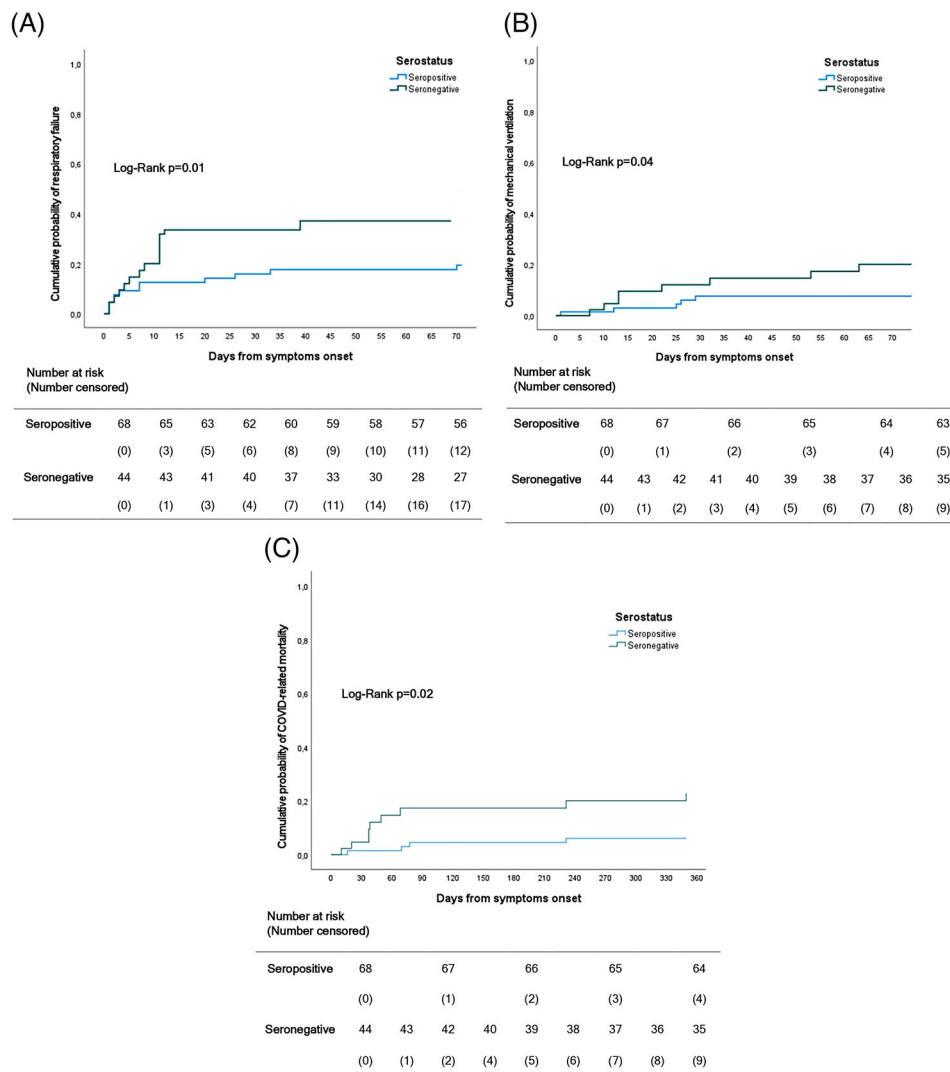 (A)
Cumulative probability of respiratory failure
1,0
0,8
0,6
0,4
0,2
0,0
Serostatus
Seropositive
Seronegative
Log-Rank p=0.01
0 5 10 15 20 25 30 35 40 45 50 55 60 65 70
Days from symptoms onset
Number at risk
(Number censored)
Seropositive 68 65 63 62 60 59 58 57 56
(0) (3) (5) (6) (8) (9) (10) (11) (12)
Seronegative 44 43 41 40 37 33 30 28 27
(0) (1) (3) (4) (7) (11) (14) (16) (17)
(B)
Cumulative probability of mechanical ventilation
1,0
0,8
0,6
0,4
0,2
0,0
Serostatus
Seropositive
Seronegative
Log-Rank p=0.04
0 5 10 15 20 25 30 35 40 45 50 55 60 65 70
Days from symptoms onset
Number at risk
(Number censored)
Seropositive 68 67 66 65 64 63
(0) (1) (2) (3) (4) (5)
Seronegative 44 43 42 41 40 39 38 37 36 35
(0) (1) (2) (3) (4) (5) (6) (7) (8) (9)
(C)
Cumulative probability of COVID-related mortality
1,0
0,8
0,6
0,4
0,2
0,0
Serostatus
Seropositive
Seronegative
Log-Rank p=0.02
0 30 60 90 120 150 180 210 240 270 300 330 360
Days from symptoms onset
Number at risk
(Number censored)
Seropositive 68 67 66 65 64
(0) (1) (2) (3) (4)
Seronegative 44 43 42 40 39 38 37 36 35
(0) (1) (2) (4) (5) (6) (7) (8) (9)